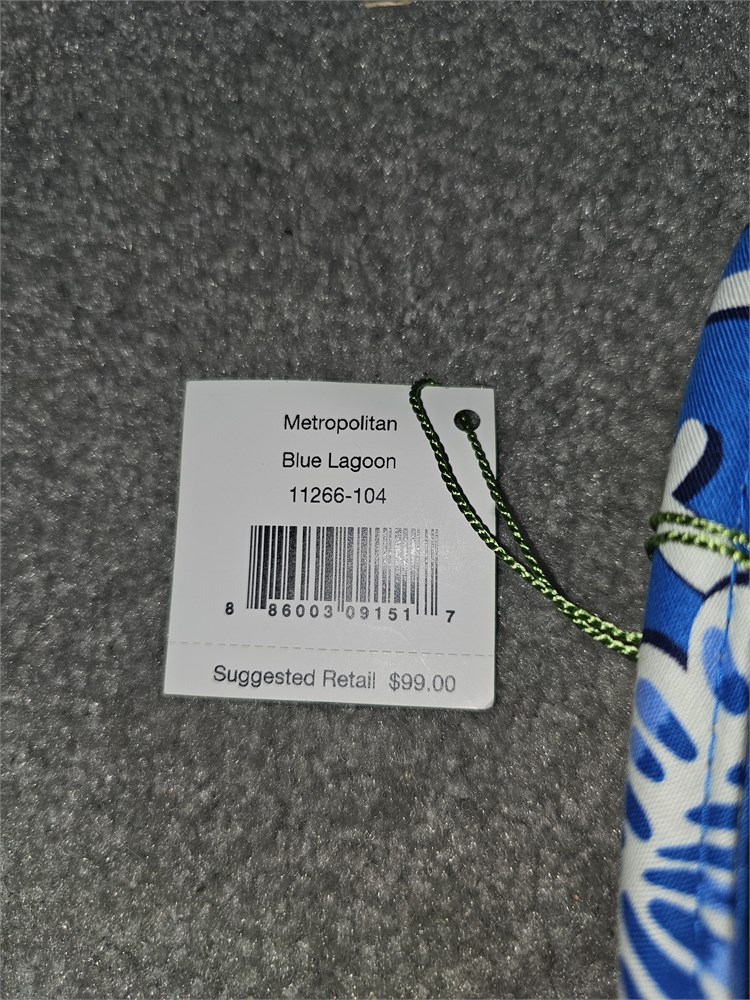 Metropolitan
Blue Lagoon
11266-104
8 86003 09151 7
Suggested Retail $99.00